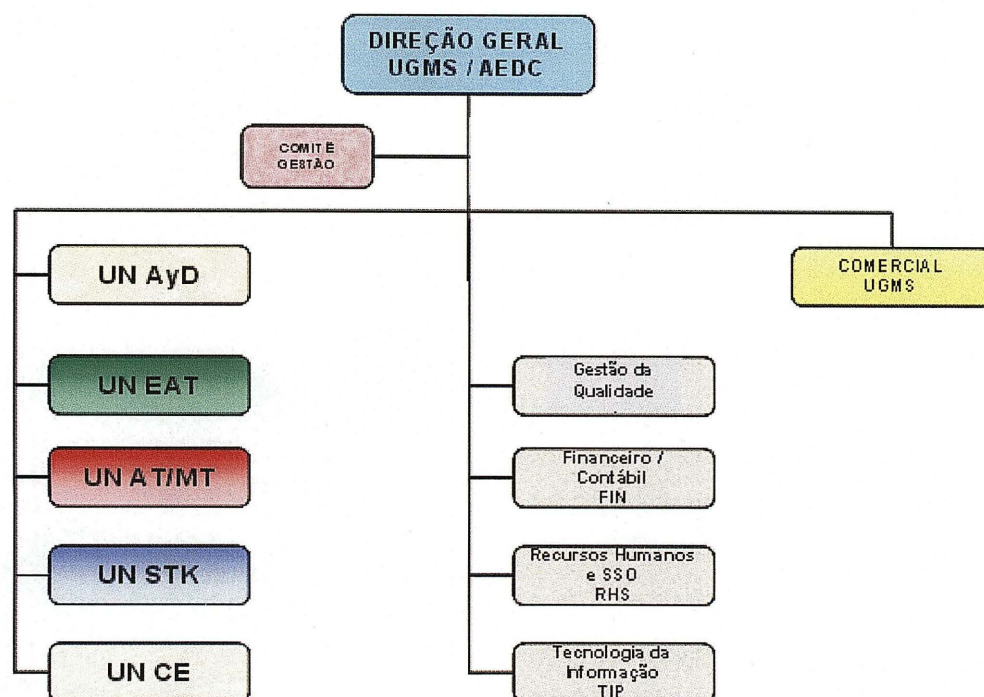 DIREÇÃO GERAL
UGMS / AEDC
COMITÊ
GESTÃO
UN AyD
COMERCIAL
UGMS
UN EAT
Gestão da
Qualidade
UN AT/MT
Financeiro /
Contábil
FIN
UN STK
Recursos Humanos
e SSO
RHS
UN CE
Tecnologia da
Informação
TIP